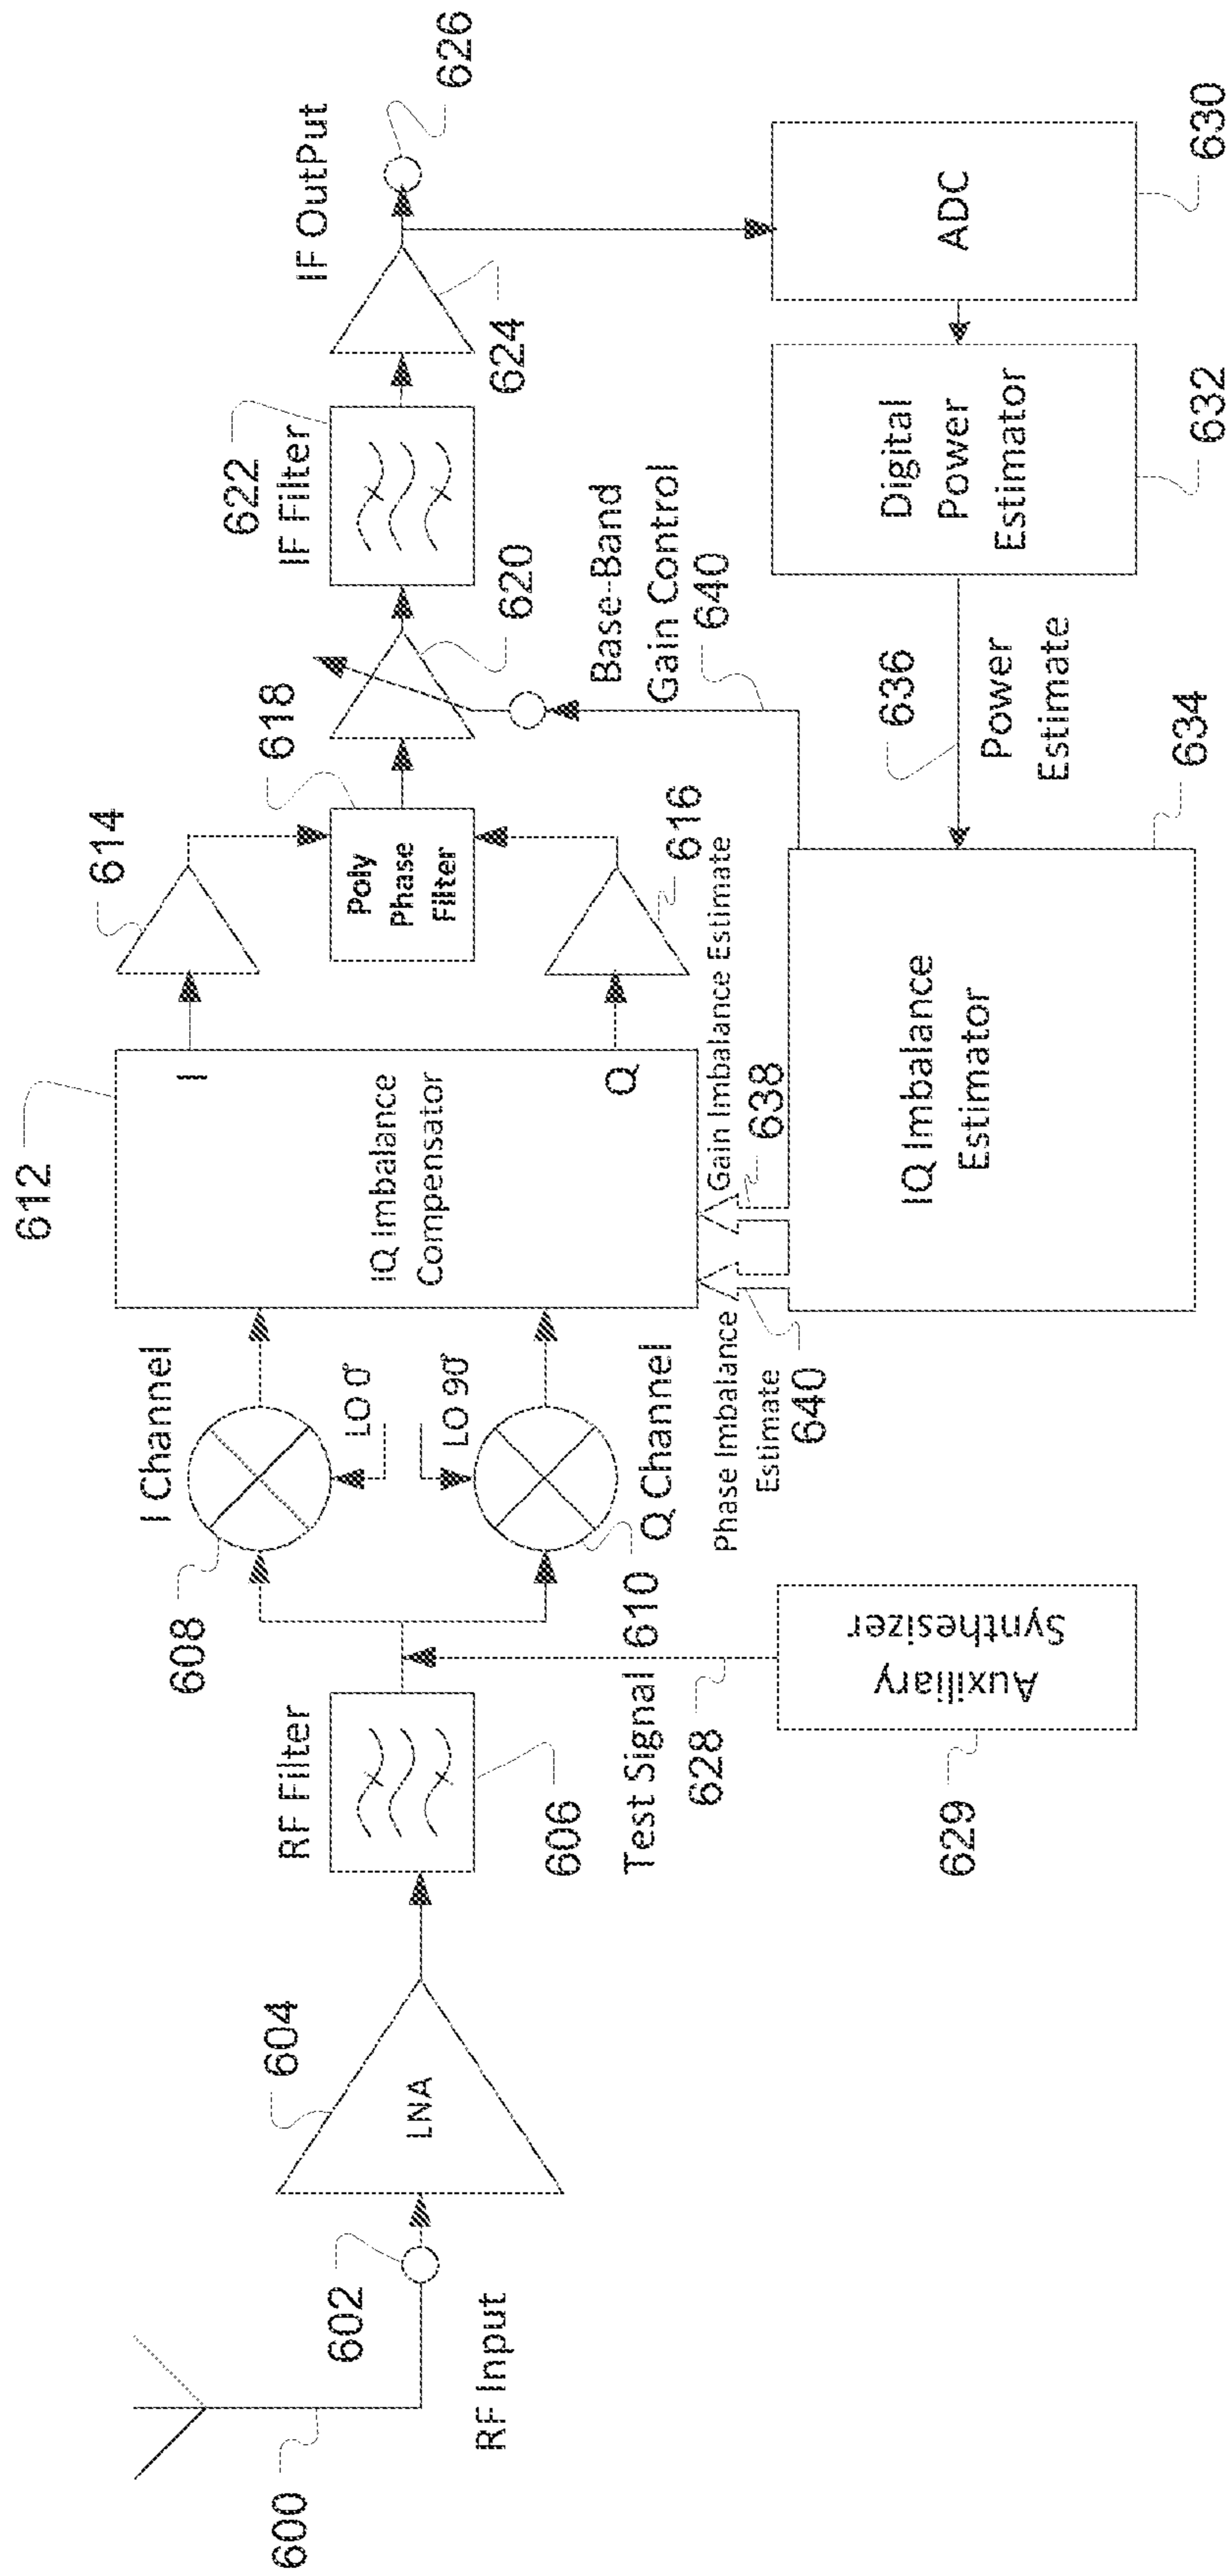 600
602
RF Input
604
LNA
RF Filter
606
Test Signal
628
629
Auxiliary
Synthesizer
608
I Channel
LO 0°
LO 90°
610
Q Channel
612
IQ Imbalance
Compensator
I
Q
Phase Imbalance
Estimate
640
Gain Imbalance Estimate
638
IQ Imbalance
Estimator
634
614
616
618
Poly
Phase
Filter
620
Base-Band
Gain Control
640
622
IF Filter
624
IF OutPut
626
ADC
630
Digital
Power
Estimator
632
636
Power
Estimate